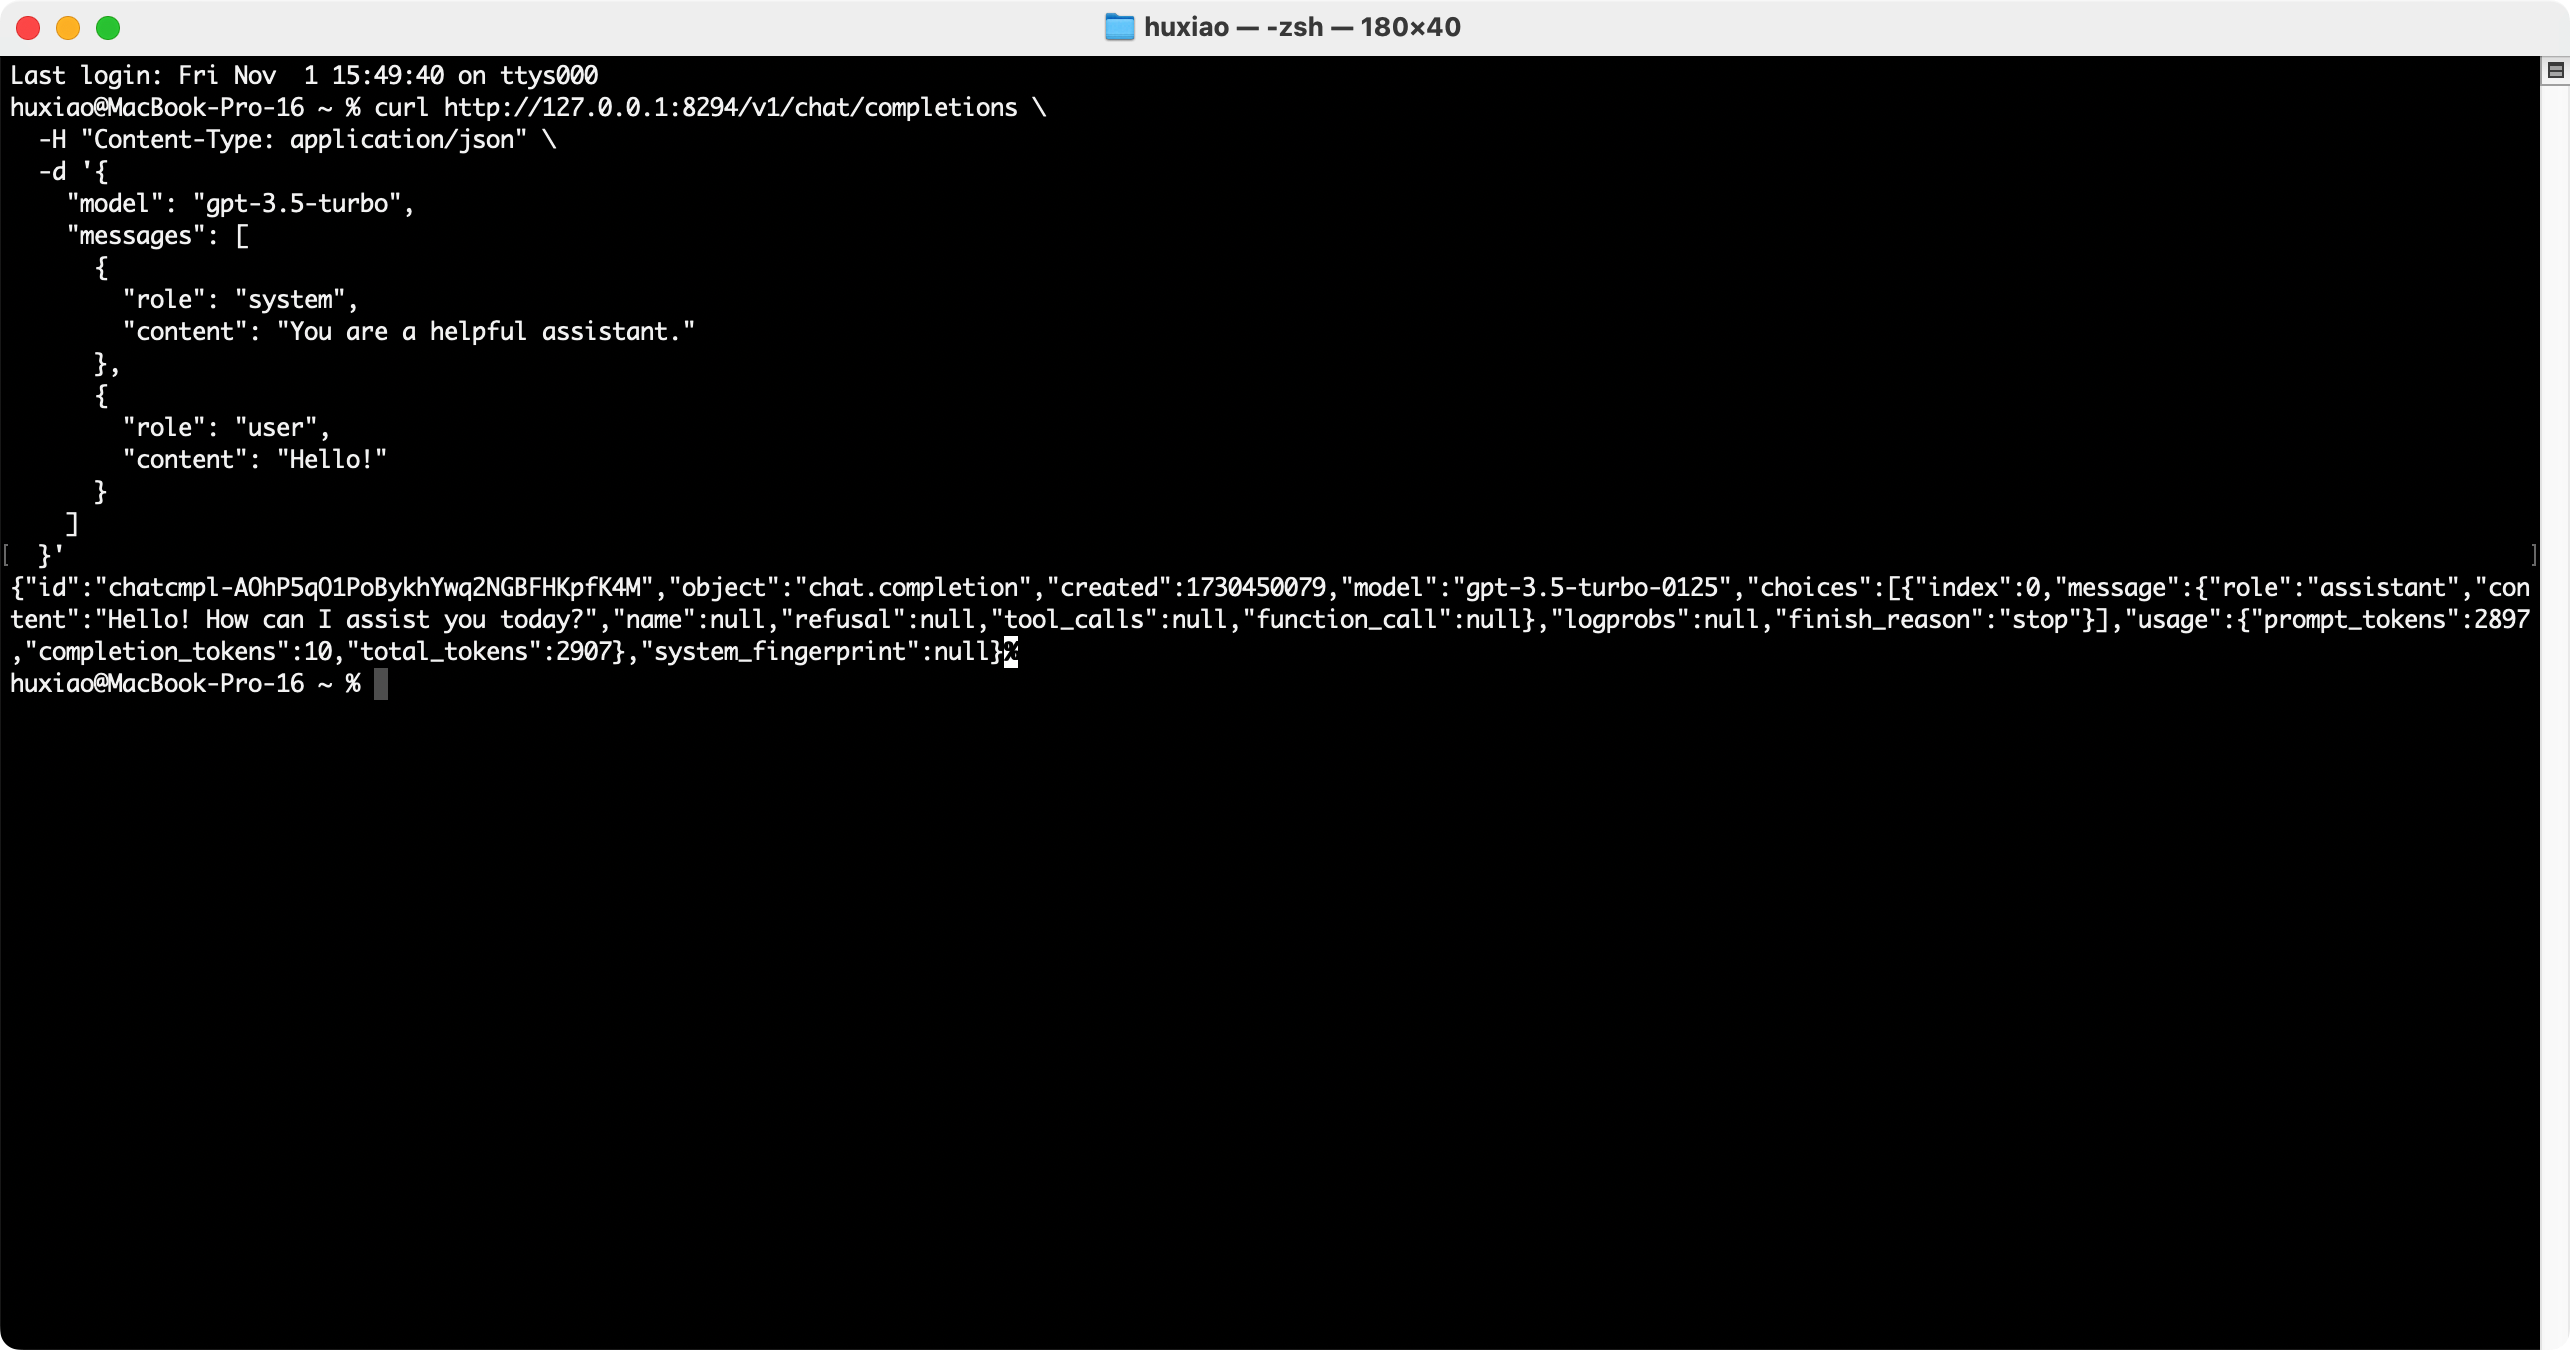 huxiao — -zsh — 180×40
Last login: Fri Nov  1 15:49:40 on ttys000
huxiao@MacBook-Pro-16 ~ % curl http://127.0.0.1:8294/v1/chat/completions \
  -H "Content-Type: application/json" \
  -d '{
    "model": "gpt-3.5-turbo",
    "messages": [
      {
        "role": "system",
        "content": "You are a helpful assistant."
      },
      {
        "role": "user",
        "content": "Hello!"
      }
    ]
  }'
{"id":"chatcmpl-AOhP5qO1PoBykhYwq2NGBFHKpfK4M","object":"chat.completion","created":1730450079,"model":"gpt-3.5-turbo-0125","choices":[{"index":0,"message":{"role":"assistant","con
tent":"Hello! How can I assist you today?","name":null,"refusal":null,"tool_calls":null,"function_call":null},"logprobs":null,"finish_reason":"stop"}],"usage":{"prompt_tokens":2897
,"completion_tokens":10,"total_tokens":2907},"system_fingerprint":null}%
huxiao@MacBook-Pro-16 ~ %